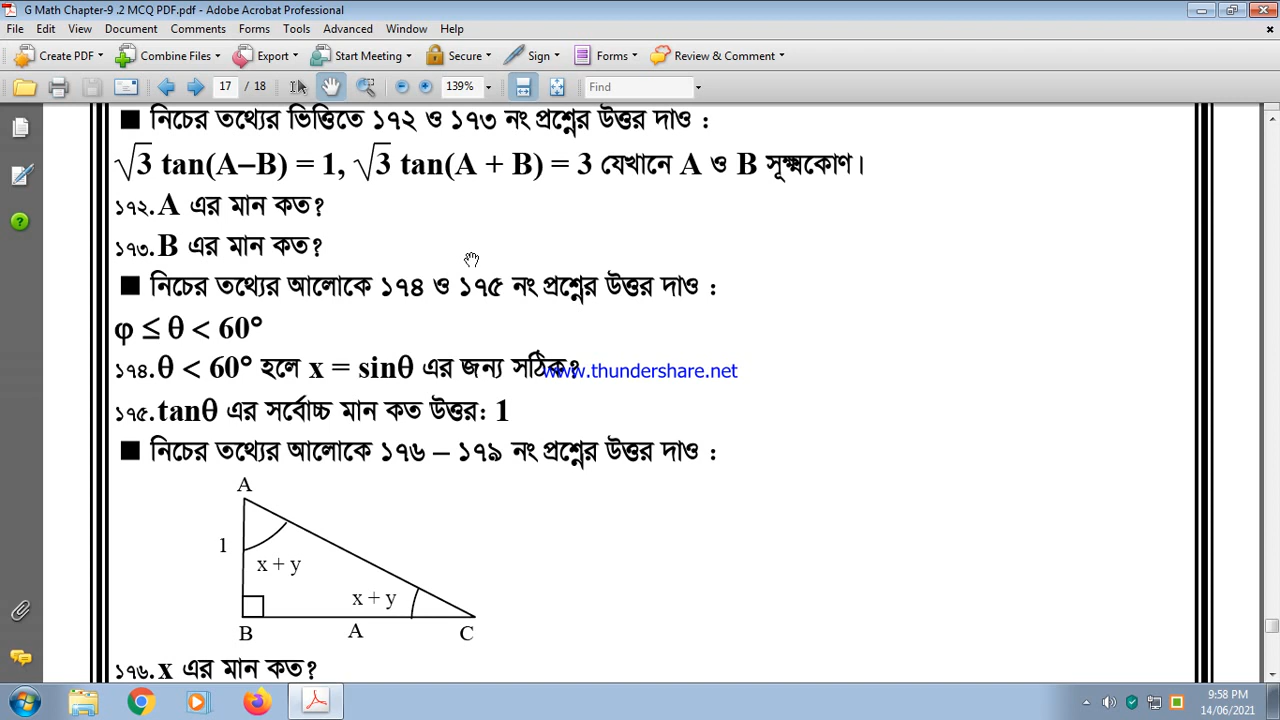 G Math Chapter-9 .2 MCQ PDF.pdf - Adobe Acrobat Professional
File Edit View Document Comments Forms Tools Advanced Window Help
Create PDF Combine Files Export Start Meeting Secure Sign Forms Review & Comment
17 / 18 139% Find
■ নিচের তথ্যের ভিত্তিতে ১৭২ ও ১৭৩ নং প্রশ্নের উত্তর দাও :
√3 tan(A–B) = 1, √3 tan(A + B) = 3 যেখানে A ও B সূক্ষ্মকোণ।
১৭২.A এর মান কত?
১৭৩.B এর মান কত?
■ নিচের তথ্যের আলোকে ১৭৪ ও ১৭৫ নং প্রশ্নের উত্তর দাও :
φ ≤ θ < 60°
১৭৪.θ < 60° হলে x = sinθ এর জন্য সঠিক?
www.thundershare.net
১৭৫.tanθ এর সর্বোচ্চ মান কত উত্তর: 1
■ নিচের তথ্যের আলোকে ১৭৬ – ১৭৯ নং প্রশ্নের উত্তর দাও :
A
1
x + y
x + y
B A C
১৭৬.x এর মান কত?
9:58 PM
14/06/2021